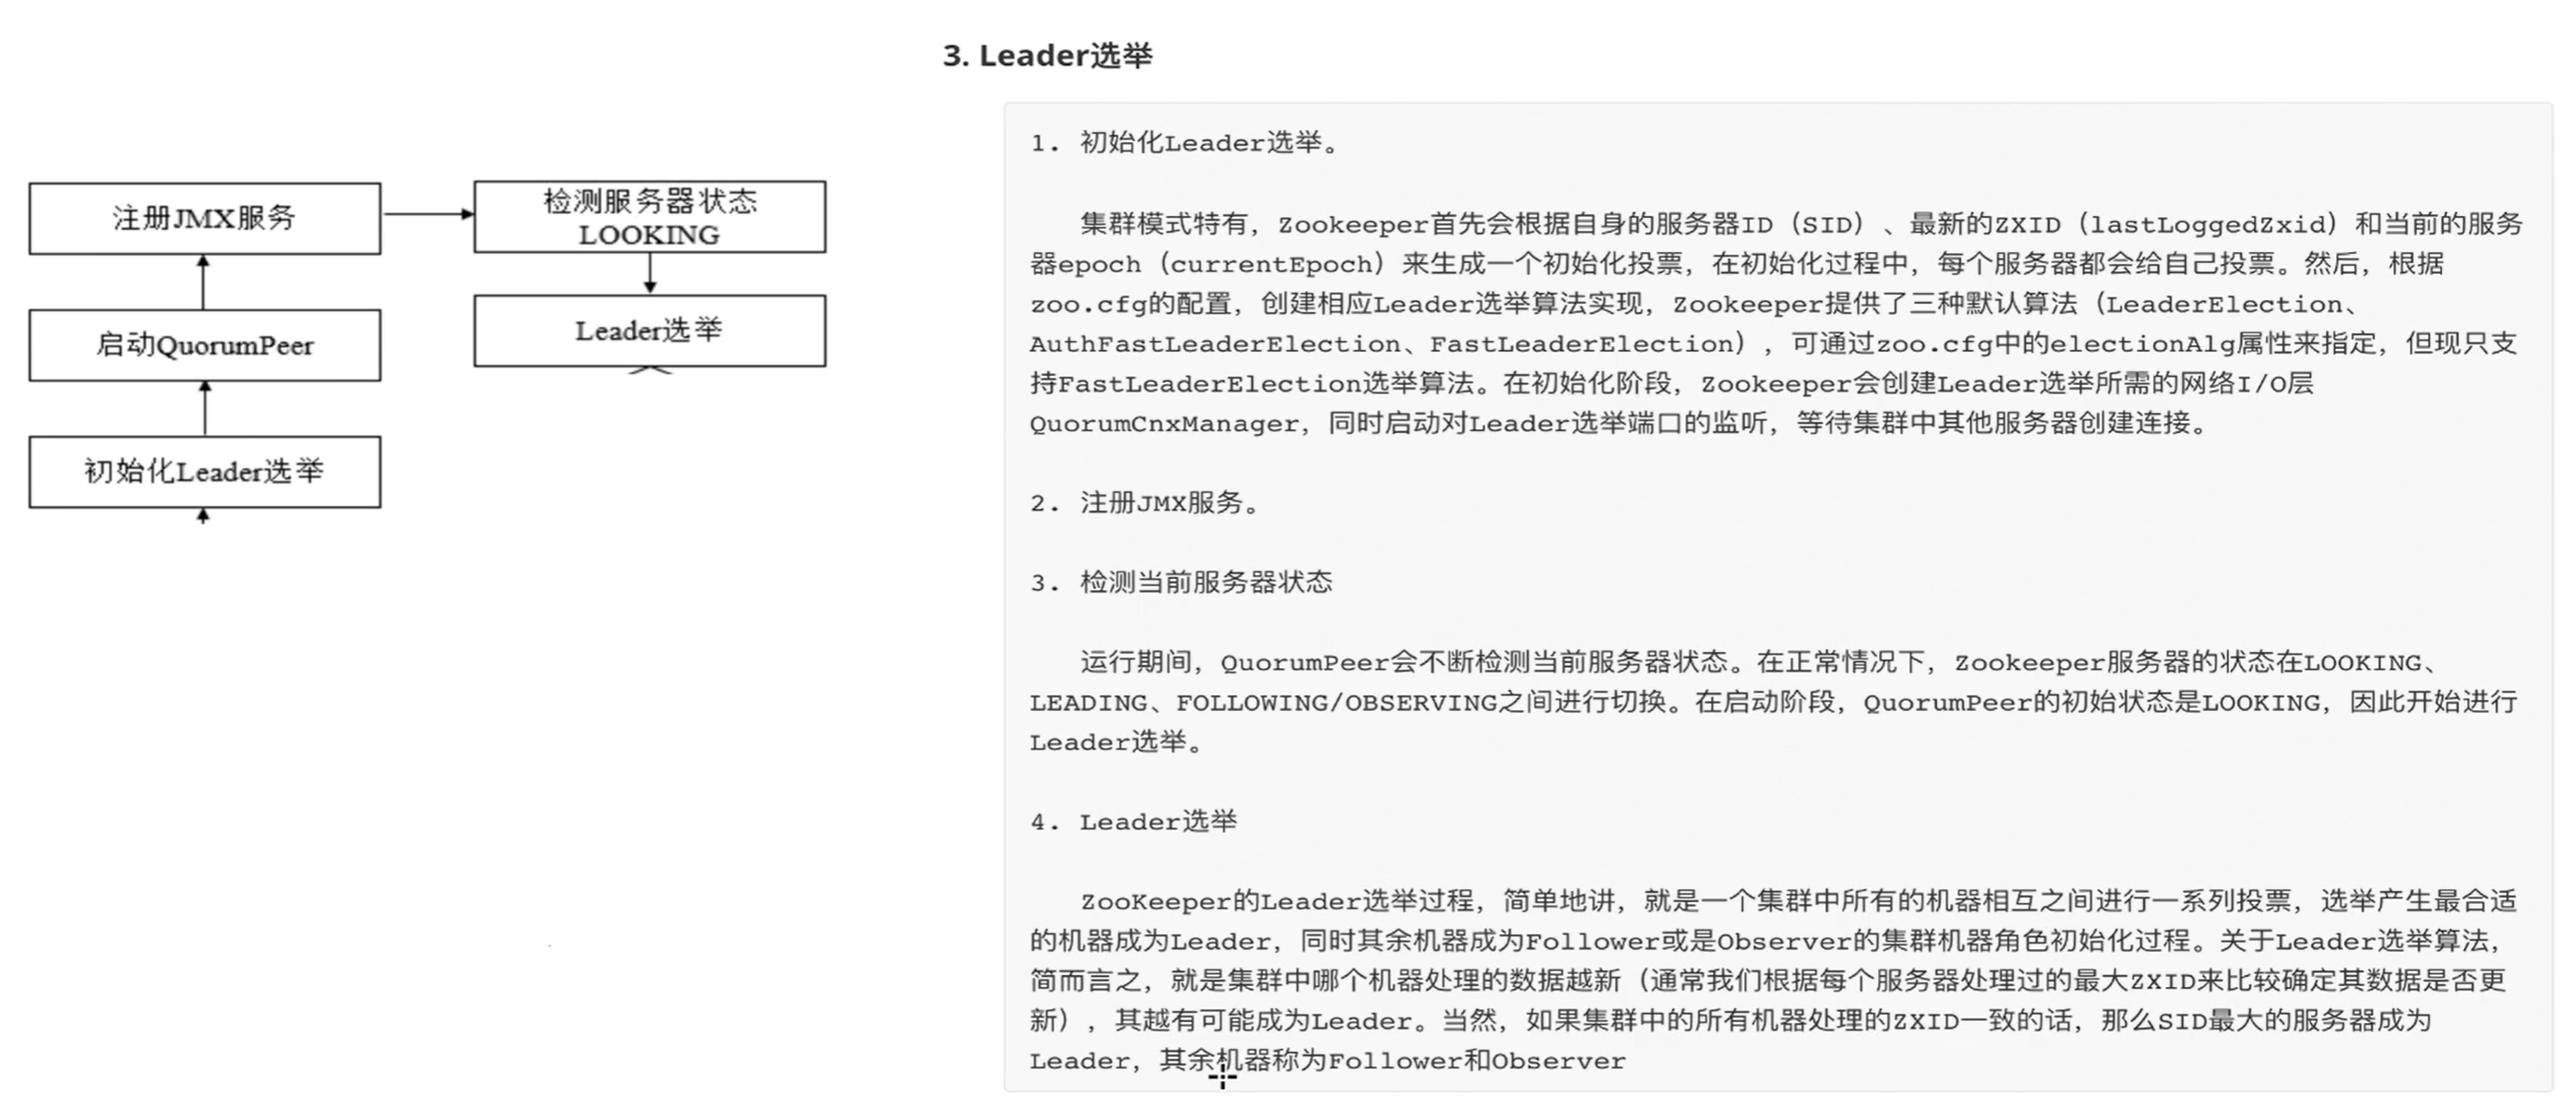 3. Leader选举
注册JMX服务
检测服务器状态
LOOKING
启动QuorumPeer
Leader选举
初始化Leader选举
1. 初始化Leader选举。
集群模式特有，Zookeeper首先会根据自身的服务器ID（SID）、最新的ZXID（lastLoggedZxid）和当前的服务
器epoch（currentEpoch）来生成一个初始化投票，在初始化过程中，每个服务器都会给自己投票。然后，根据
zoo.cfg的配置，创建相应Leader选举算法实现，Zookeeper提供了三种默认算法（LeaderElection、
AuthFastLeaderElection、FastLeaderElection），可通过zoo.cfg中的electionAlg属性来指定，但现只支
持FastLeaderElection选举算法。在初始化阶段，Zookeeper会创建Leader选举所需的网络I/O层
QuorumCnxManager，同时启动对Leader选举端口的监听，等待集群中其他服务器创建连接。
2. 注册JMX服务。
3. 检测当前服务器状态
运行期间，QuorumPeer会不断检测当前服务器状态。在正常情况下，Zookeeper服务器的状态在LOOKING、
LEADING、FOLLOWING/OBSERVING之间进行切换。在启动阶段，QuorumPeer的初始状态是LOOKING，因此开始进行
Leader选举。
4. Leader选举
ZooKeeper的Leader选举过程，简单地讲，就是一个集群中所有的机器相互之间进行一系列投票，选举产生最合适
的机器成为Leader，同时其余机器成为Follower或是Observer的集群机器角色初始化过程。关于Leader选举算法，
简而言之，就是集群中哪个机器处理的数据越新（通常我们根据每个服务器处理过的最大ZXID来比较确定其数据是否更
新），其越有可能成为Leader。当然，如果集群中的所有机器处理的ZXID一致的话，那么SID最大的服务器成为
Leader，其余机器称为Follower和Observer